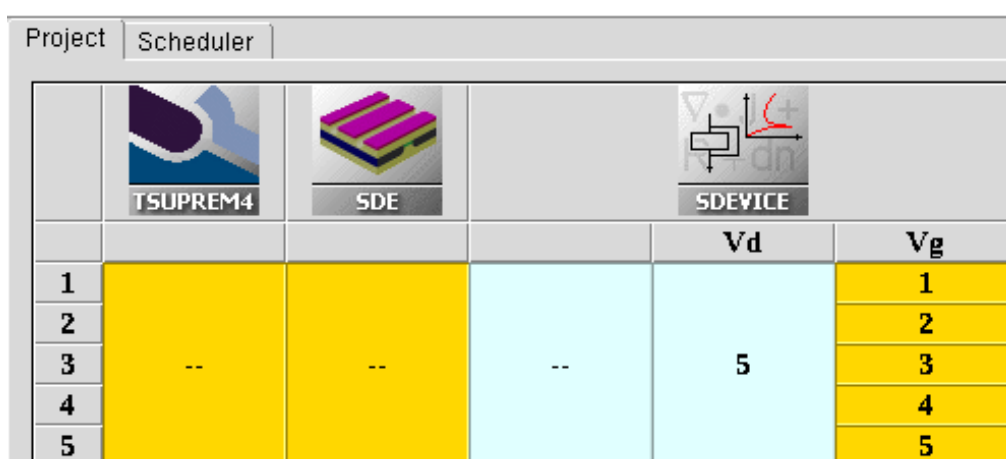 Project Scheduler
TSUPREM4 SDE SDEVICE
Vd Vg
1 1
2 2
3 -- -- -- 5 3
4 4
5 5